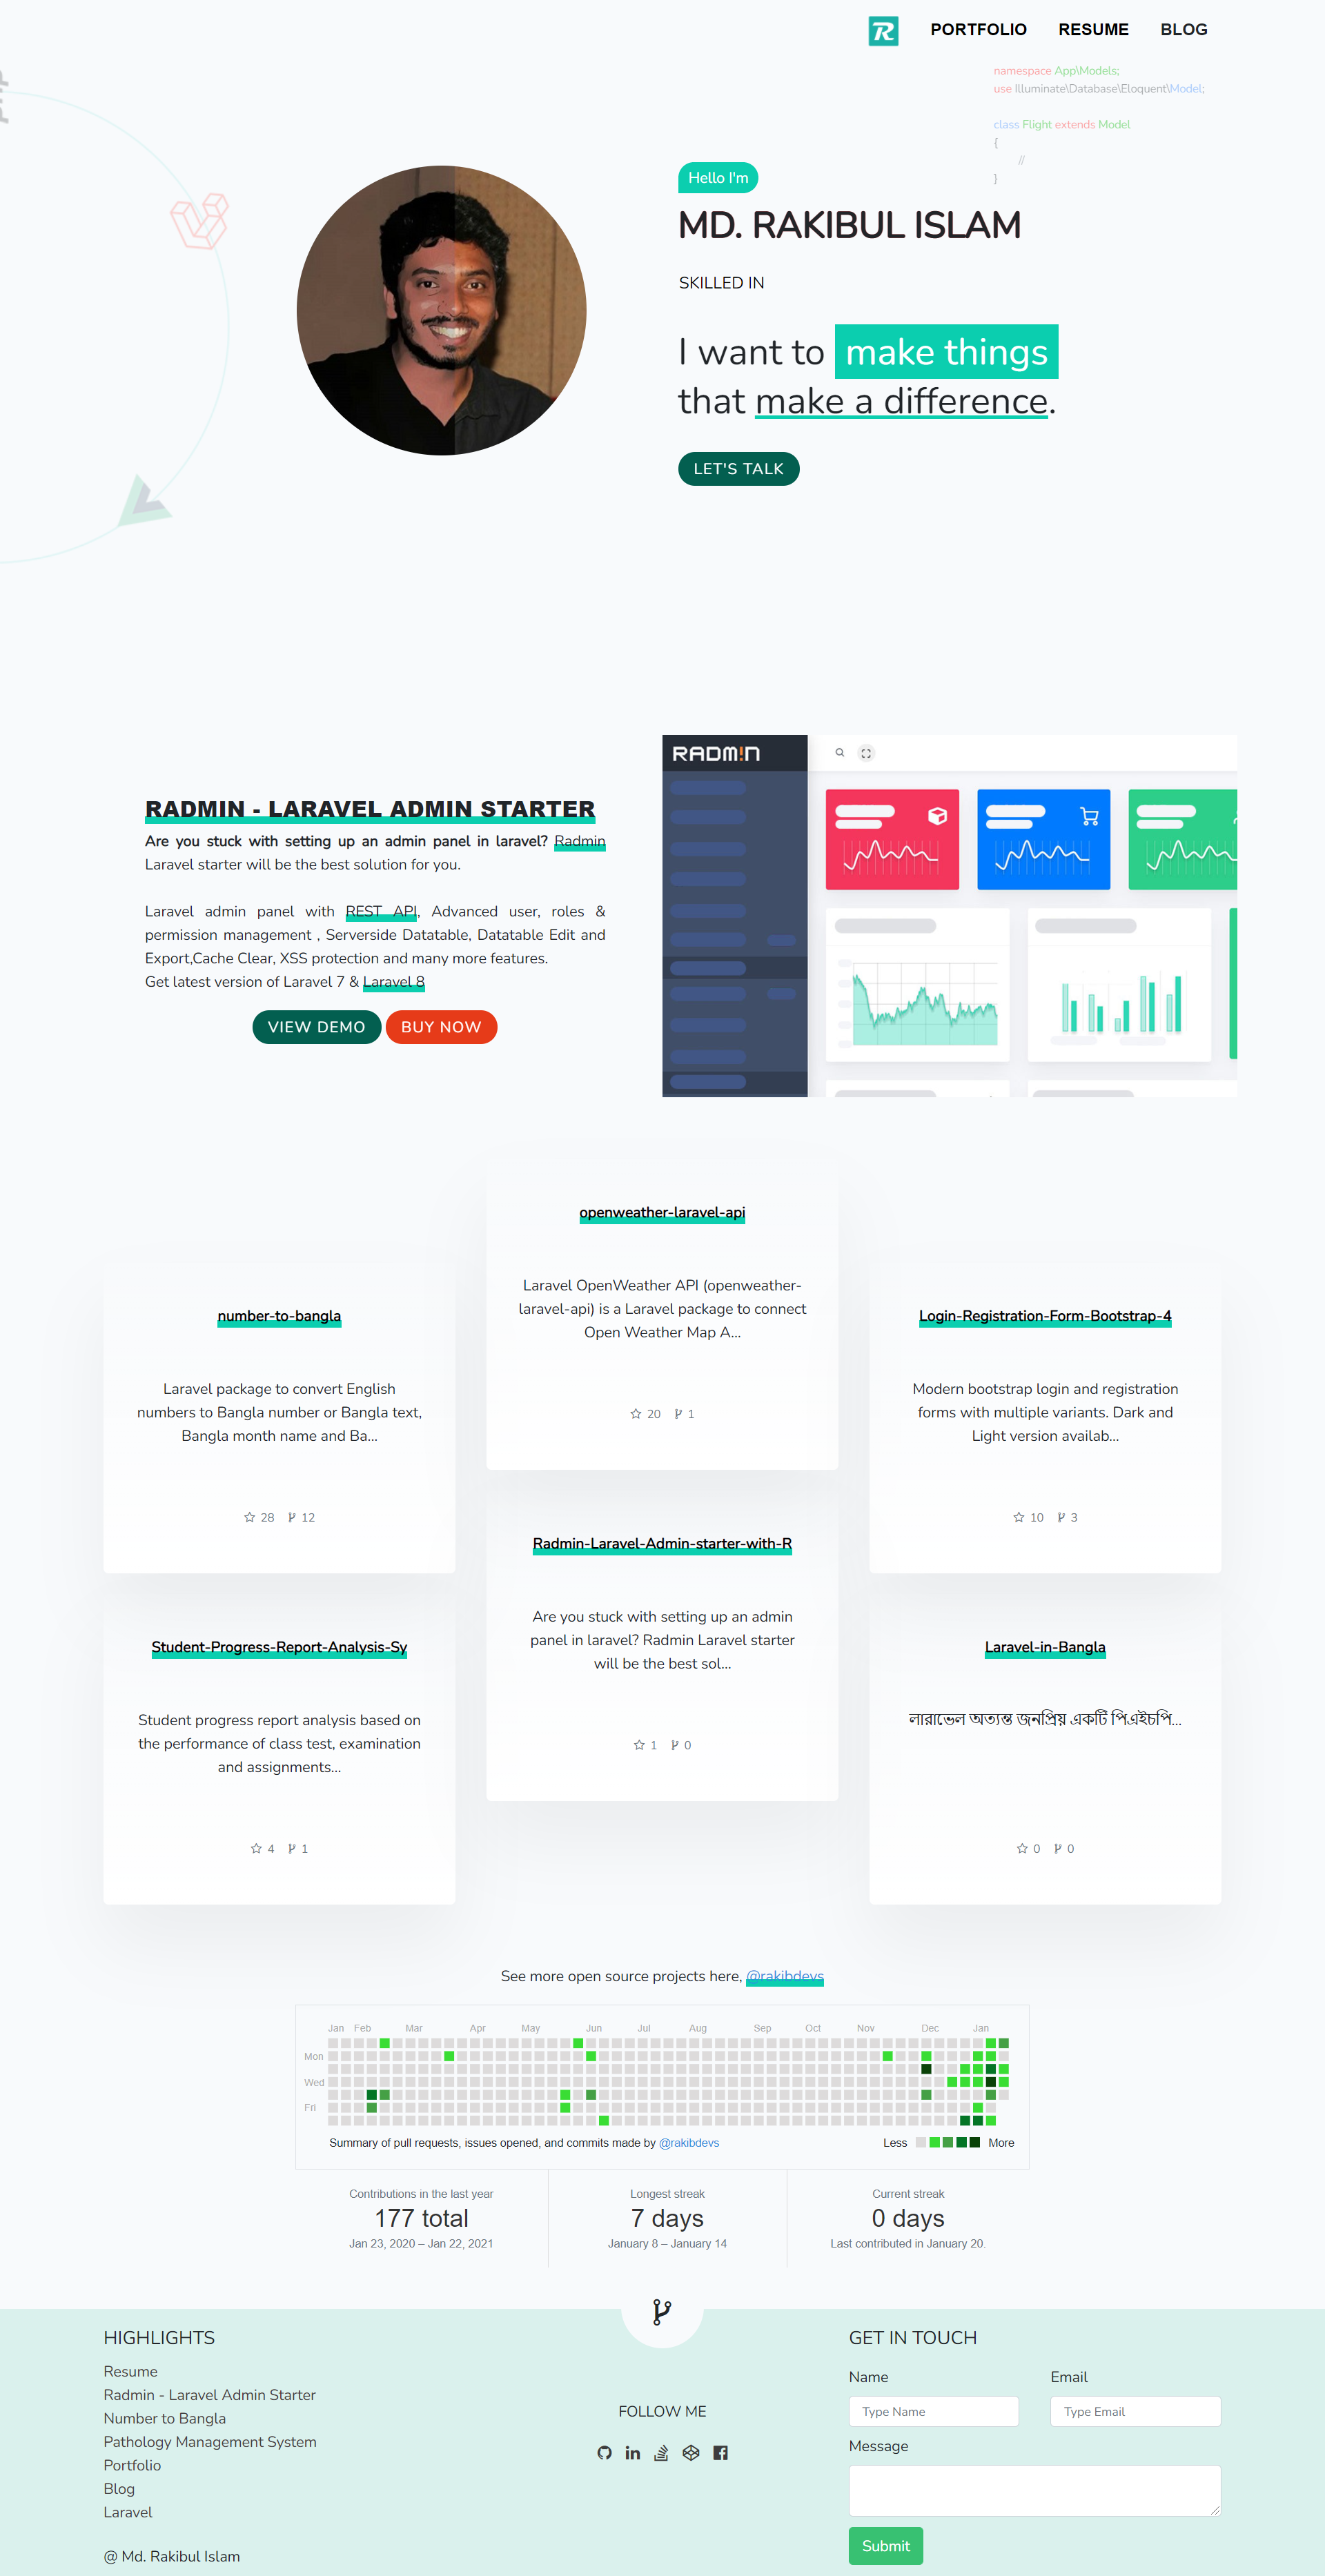 PORTFOLIO RESUME BLOG
namespace App\Models;
use Illuminate\Database\Eloquent\Model;
class Flight extends Model
{
//
}
Hello I'm
MD. RAKIBUL ISLAM
SKILLED IN
I want to make things
that make a difference.
LET'S TALK
RADMIN - LARAVEL ADMIN STARTER
Are you stuck with setting up an admin panel in laravel? Radmin
Laravel starter will be the best solution for you.
Laravel admin panel with REST API, Advanced user, roles &
permission management , Serverside Datatable, Datatable Edit and
Export,Cache Clear, XSS protection and many more features.
Get latest version of Laravel 7 & Laravel 8
VIEW DEMO BUY NOW
RADM!N
openweather-laravel-api
Laravel OpenWeather API (openweather-
laravel-api) is a Laravel package to connect
Open Weather Map A...
20 1
number-to-bangla
Laravel package to convert English
numbers to Bangla number or Bangla text,
Bangla month name and Ba...
28 12
Login-Registration-Form-Bootstrap-4
Modern bootstrap login and registration
forms with multiple variants. Dark and
Light version availab...
10 3
Radmin-Laravel-Admin-starter-with-R
Are you stuck with setting up an admin
panel in laravel? Radmin Laravel starter
will be the best sol...
1 0
Student-Progress-Report-Analysis-Sy
Student progress report analysis based on
the performance of class test, examination
and assignments...
4 1
Laravel-in-Bangla
লারাভেল অত্যন্ত জনপ্রিয় একটি পিএইচপি...
0 0
See more open source projects here, @rakibdevs
Jan Feb Mar Apr May Jun Jul Aug Sep Oct Nov Dec Jan
Mon
Wed
Fri
Summary of pull requests, issues opened, and commits made by @rakibdevs
Less More
Contributions in the last year
177 total
Jan 23, 2020 – Jan 22, 2021
Longest streak
7 days
January 8 – January 14
Current streak
0 days
Last contributed in January 20.
HIGHLIGHTS
Resume
Radmin - Laravel Admin Starter
Number to Bangla
Pathology Management System
Portfolio
Blog
Laravel
@ Md. Rakibul Islam
FOLLOW ME
GET IN TOUCH
Name Email
Type Name Type Email
Message
Submit